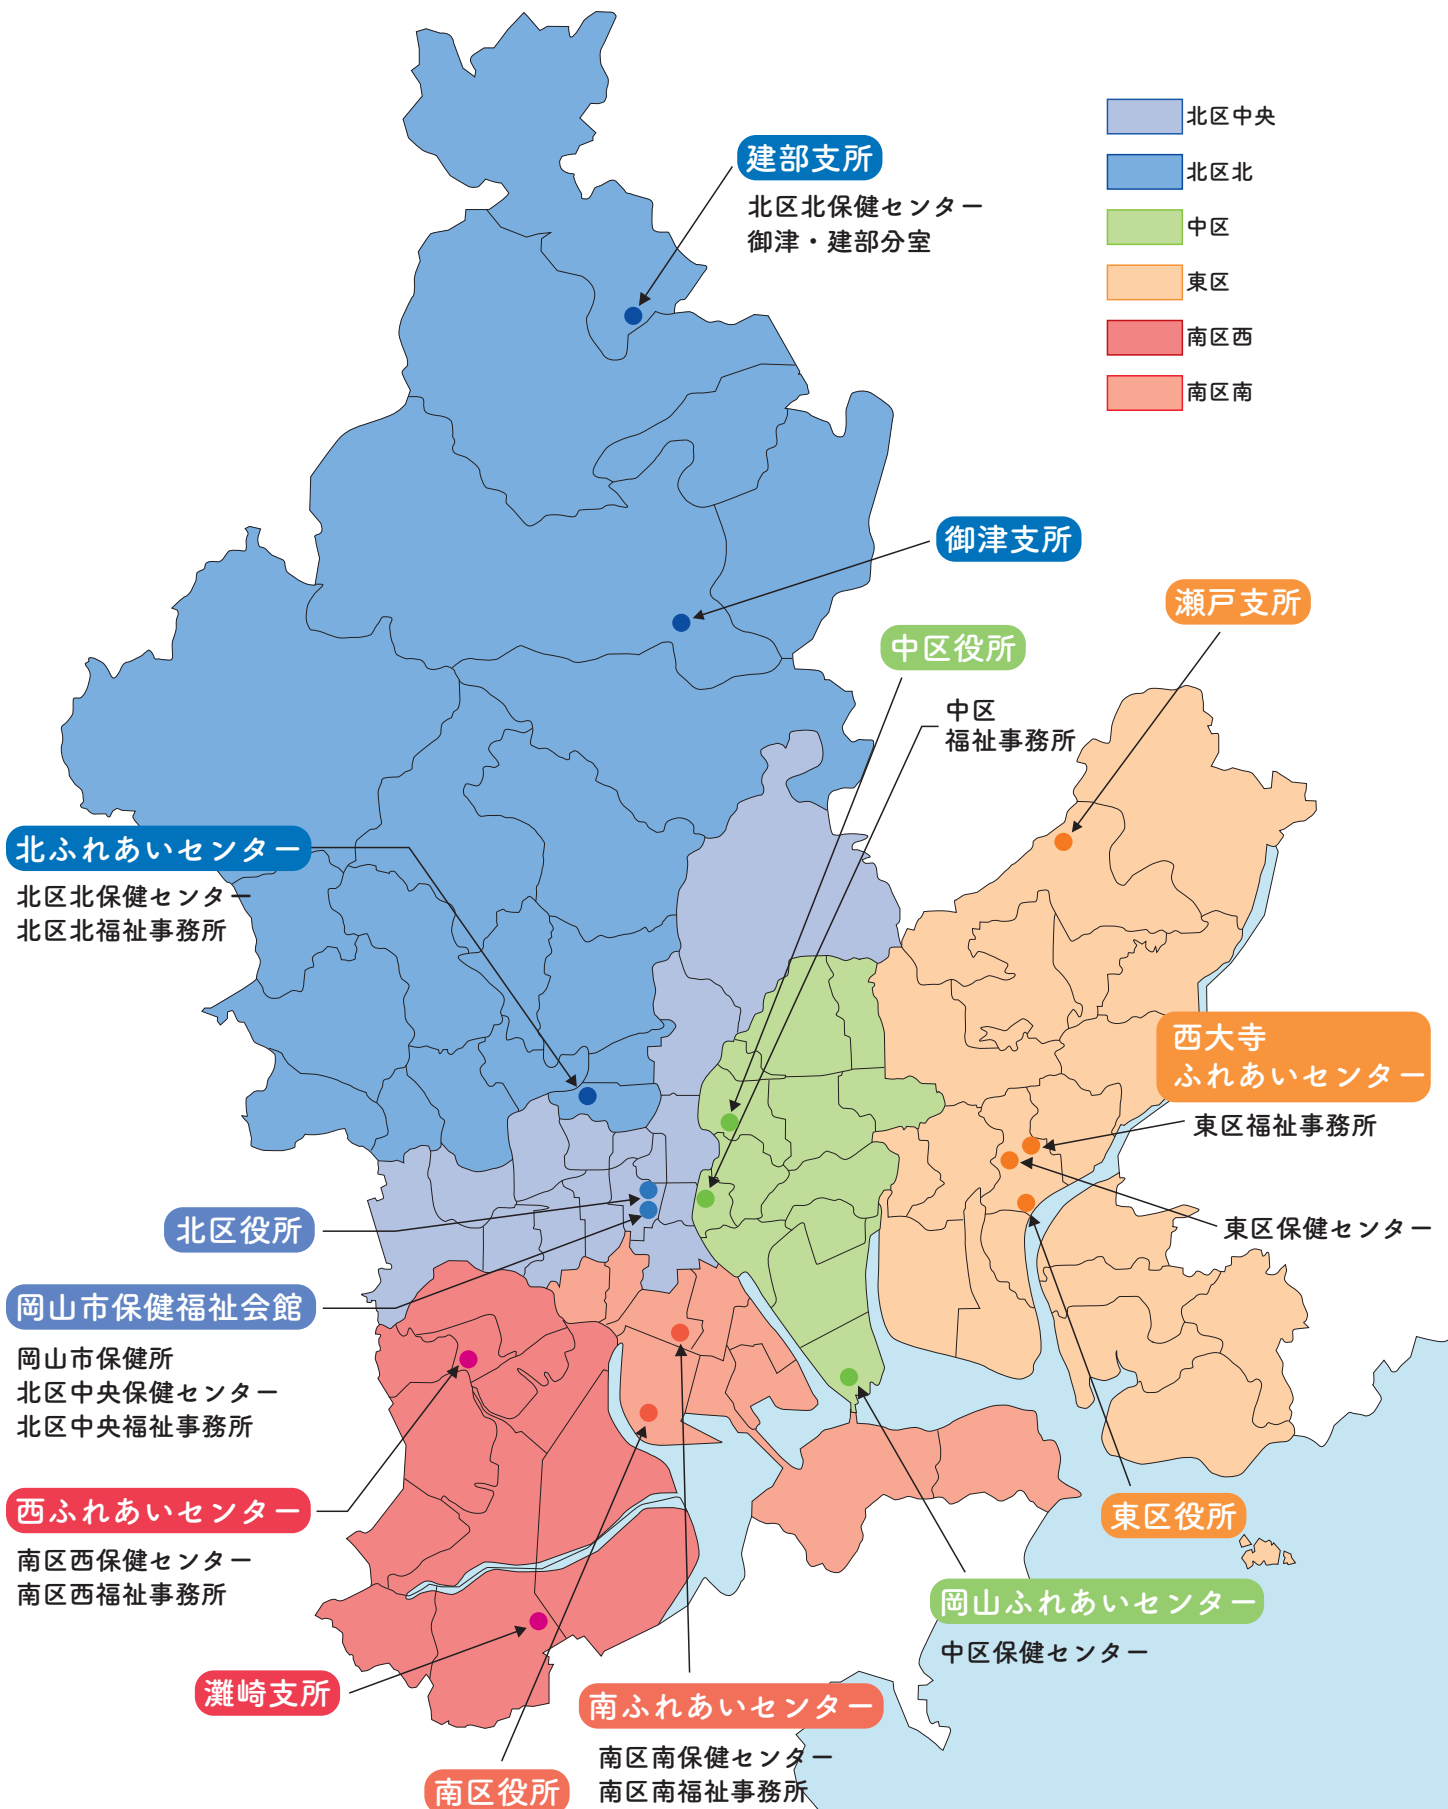 北区中央
北区北
中区
東区
南区西
南区南
建部支所
北区北保健センター
御津・建部分室
御津支所
瀬戸支所
中区役所
中区
福祉事務所
北ふれあいセンター
北区北保健センター
北区北福祉事務所
西大寺
ふれあいセンター
東区福祉事務所
東区保健センター
北区役所
岡山市保健福祉会館
岡山市保健所
北区中央保健センター
北区中央福祉事務所
西ふれあいセンター
南区西保健センター
南区西福祉事務所
東区役所
岡山ふれあいセンター
中区保健センター
灘崎支所
南ふれあいセンター
南区南保健センター
南区南福祉事務所
南区役所